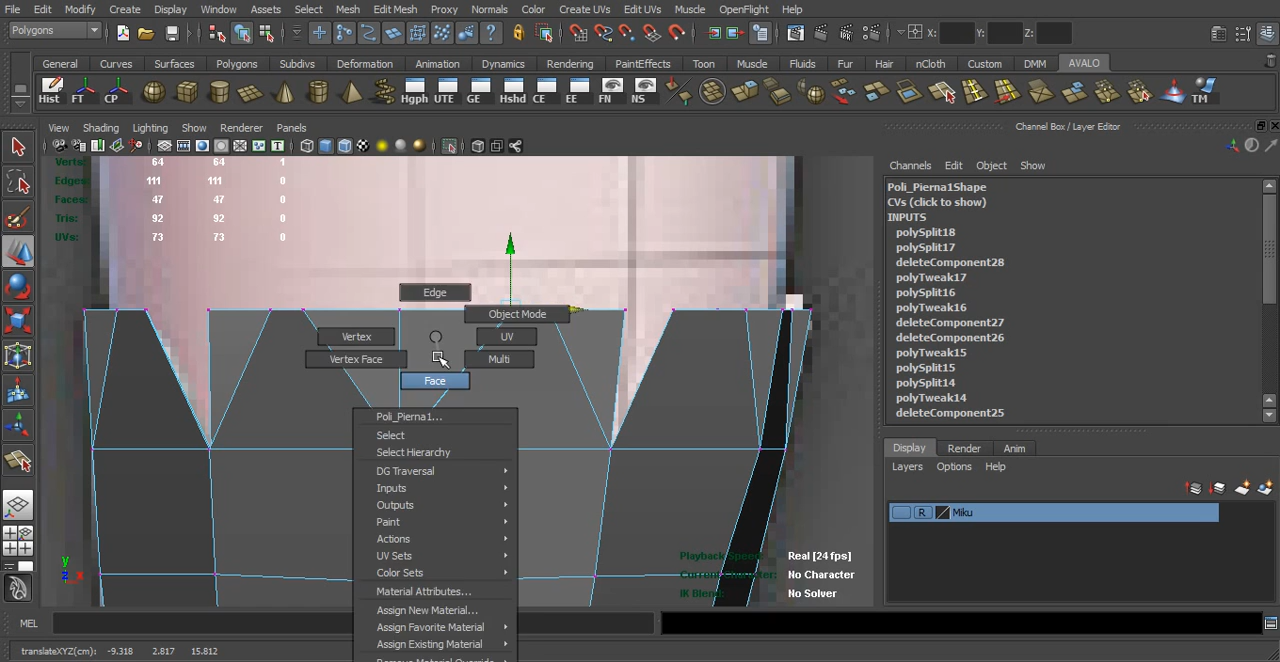 File Edit Modify Create Display Window Assets Select Mesh Edit Mesh Proxy Normals Color Create UVs Edit UVs Muscle OpenFlight Help
Polygons X: Y: Z:
General Curves Surfaces Polygons Subdivs Deformation Animation Dynamics Rendering PaintEffects Toon Muscle Fluids Fur Hair nCloth Custom DMM AVALO
Hist FT CP Hgph UTE GE Hshd CE EE FN NS TM
View Shading Lighting Show Renderer Panels
Channel Box / Layer Editor
Verts: 64 64 1
Edges: 111 111 0
Faces: 47 47 0
Tris: 92 92 0
UVs: 73 73 0
Channels Edit Object Show
Poli_Pierna1Shape
CVs (click to show)
INPUTS
polySplit18
polySplit17
deleteComponent28
polyTweak17
polySplit16
polyTweak16
deleteComponent27
deleteComponent26
polyTweak15
polySplit15
polySplit14
polyTweak14
deleteComponent25
Edge
Object Mode
Vertex UV
Vertex Face Multi
Face
Poli_Pierna1...
Select
Select Hierarchy
DG Traversal
Inputs
Outputs
Paint
Actions
UV Sets
Color Sets
Material Attributes...
Assign New Material...
Assign Favorite Material
Assign Existing Material
Remove Material Override
Display Render Anim
Layers Options Help
R Miku
Playback Speed: Real [24 fps]
Current Character: No Character
IK Blend: No Solver
y
z x
MEL
translateXYZ(cm): -9.318 2.817 15.812